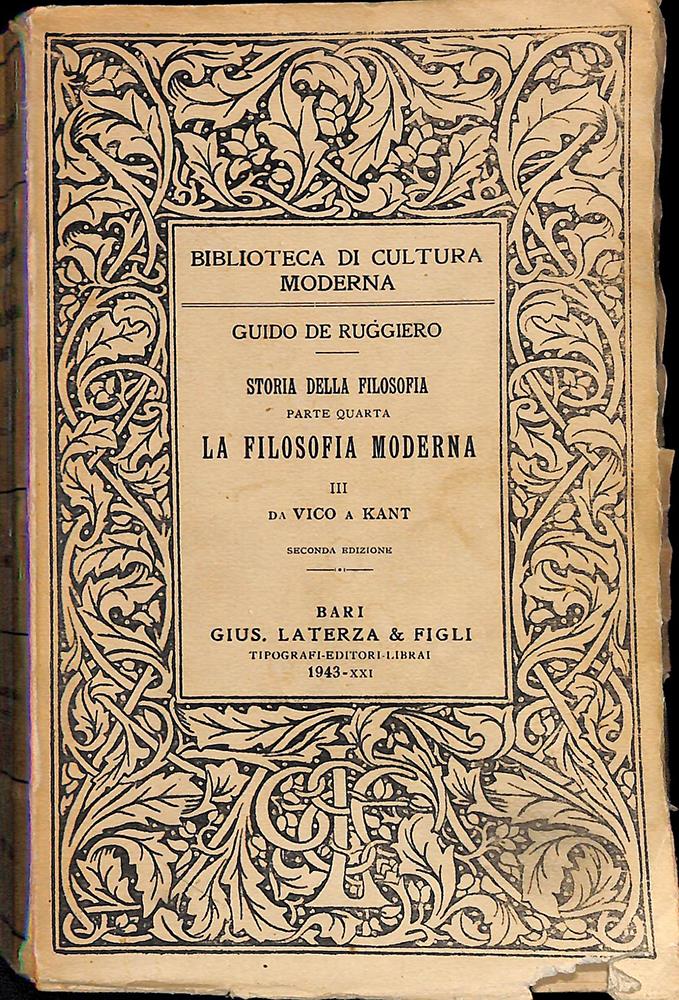 BIBLIOTECA DI CULTURA
MODERNA
GUIDO DE RUGGIERO
STORIA DELLA FILOSOFIA
PARTE QUARTA
LA FILOSOFIA MODERNA
III
DA VICO A KANT
SECONDA EDIZIONE
BARI
GIUS. LATERZA & FIGLI
TIPOGRAFI-EDITORI-LIBRAI
1943-XXI